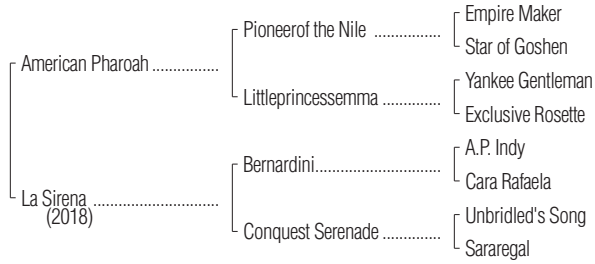 Empire Maker
Pioneerof the Nile ................
Star of Goshen
American Pharoah ................
Yankee Gentleman
Littleprincessemma ..............
Exclusive Rosette
A.P. Indy
Bernardini..............................
Cara Rafaela
La Sirena ..............................
(2018)
Unbridled's Song
Conquest Serenade ..............
Sararegal